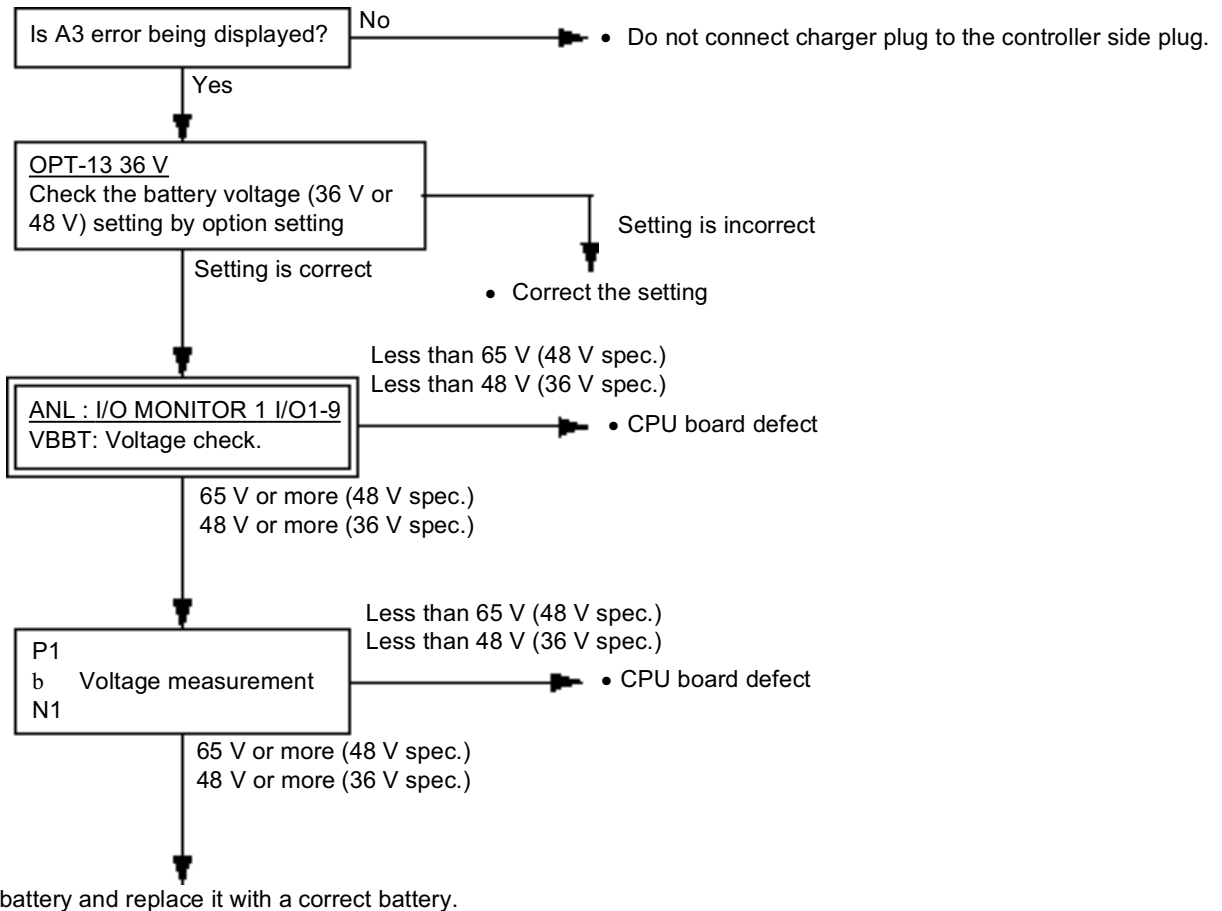 Is A3 error being displayed?
No
• Do not connect charger plug to the controller side plug.
Yes
OPT-13 36 V
Check the battery voltage (36 V or
48 V) setting by option setting
Setting is incorrect
Setting is correct
• Correct the setting
Less than 65 V (48 V spec.)
Less than 48 V (36 V spec.)
ANL : I/O MONITOR 1 I/O1-9
VBBT: Voltage check.
• CPU board defect
65 V or more (48 V spec.)
48 V or more (36 V spec.)
Less than 65 V (48 V spec.)
Less than 48 V (36 V spec.)
P1
b Voltage measurement
N1
• CPU board defect
65 V or more (48 V spec.)
48 V or more (36 V spec.)
battery and replace it with a correct battery.